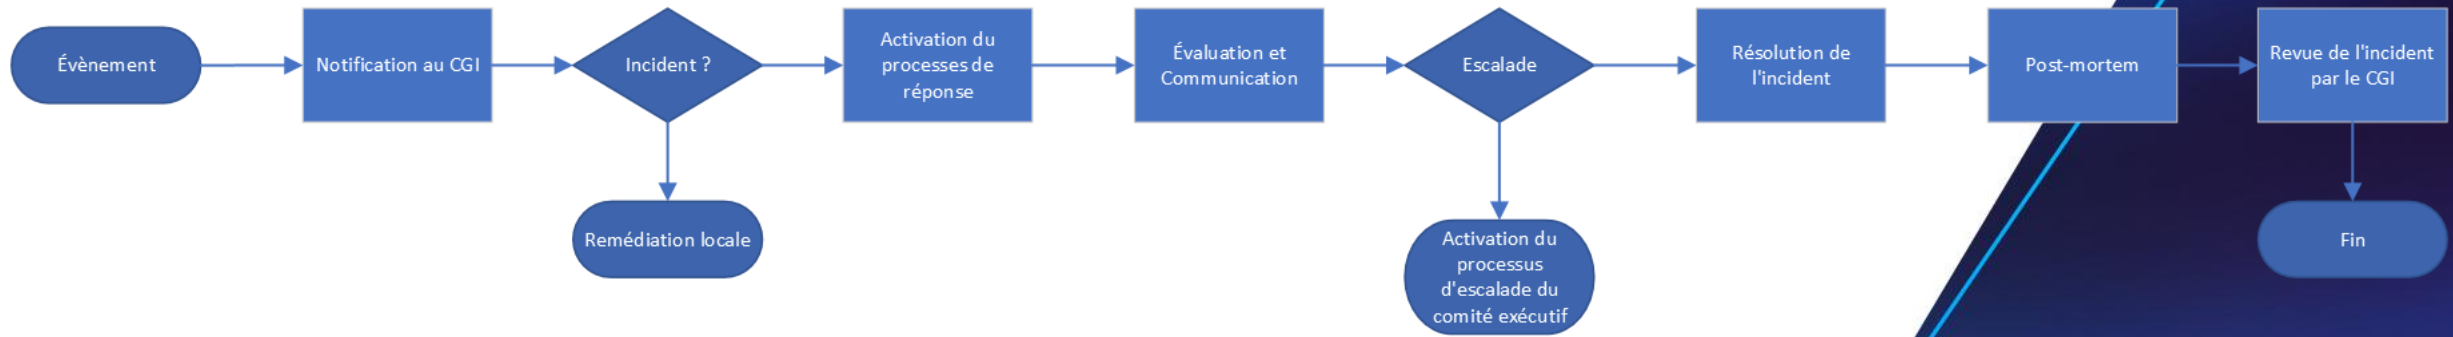 Évènement
Notification au CGI
Incident ?
Activation du
processes de
réponse
Évaluation et
Communication
Escalade
Résolution de
l'incident
Post-mortem
Revue de l'incident
par le CGI
Remédiation locale
Activation du
processus
d'escalade du
comité exécutif
Fin